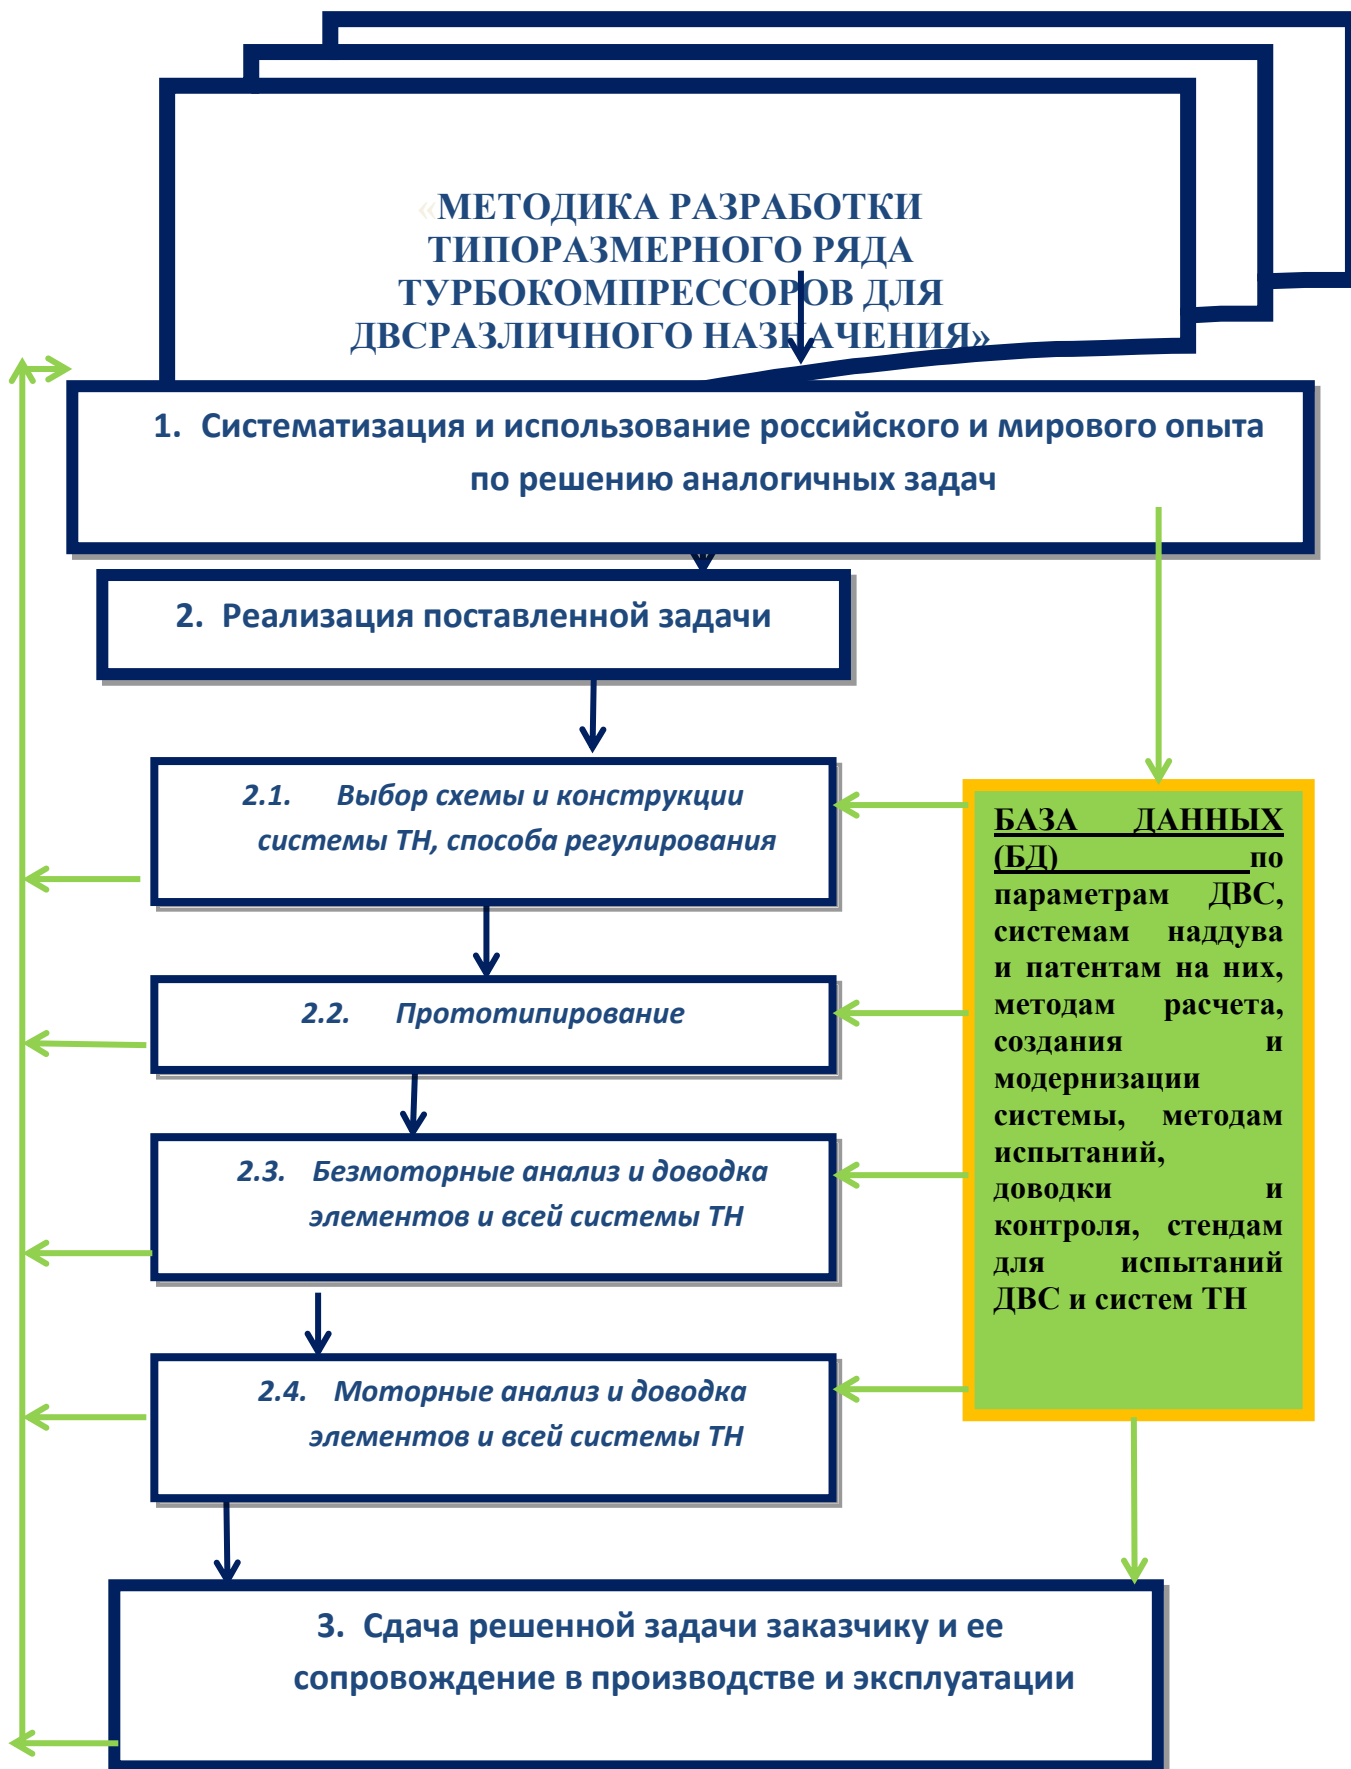 «МЕТОДИКА РАЗРАБОТКИ
ТИПОРАЗМЕРНОГО РЯДА
ТУРБОКОМПРЕССОРОВ ДЛЯ
ДВСРАЗЛИЧНОГО НАЗНАЧЕНИЯ»
1. Систематизация и использование российского и мирового опыта
по решению аналогичных задач
2. Реализация поставленной задачи
2.1. Выбор схемы и конструкции
системы ТН, способа регулирования
2.2. Прототипирование
2.3. Безмоторные анализ и доводка
элементов и всей системы ТН
2.4. Моторные анализ и доводка
элементов и всей системы ТН
БАЗА ДАННЫХ
(БД) по
параметрам ДВС,
системам наддува
и патентам на них,
методам расчета,
создания и
модернизации
системы, методам
испытаний,
доводки и
контроля, стендам
для испытаний
ДВС и систем ТН
3. Сдача решенной задачи заказчику и ее
сопровождение в производстве и эксплуатации